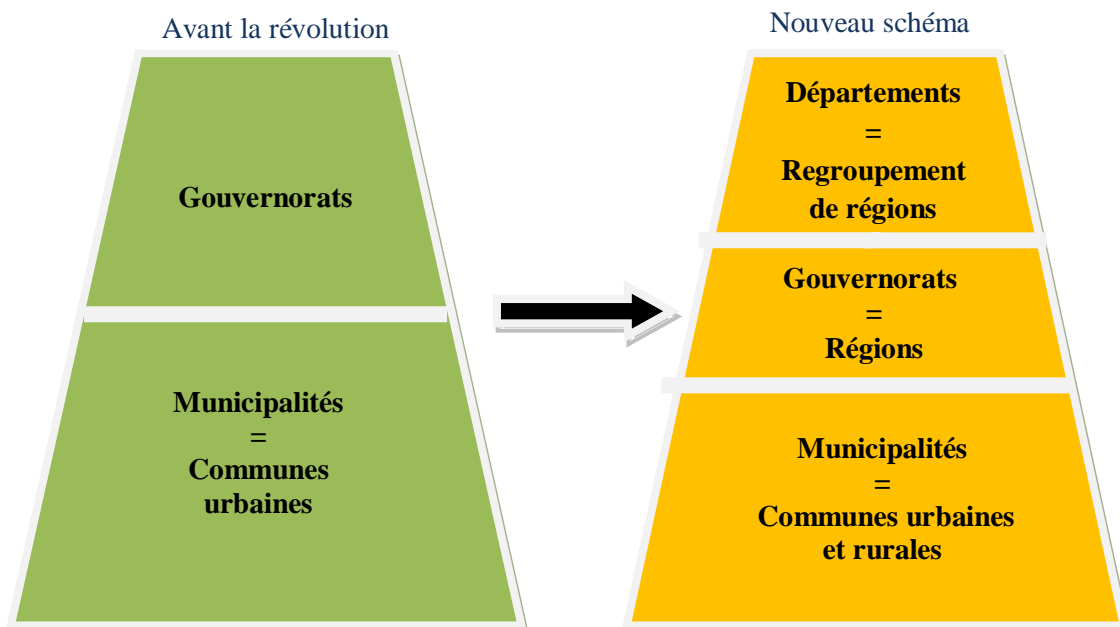 Avant la révolution
Gouvernorats
Municipalités
=
Communes
urbaines
Nouveau schéma
Départements
=
Regroupement
de régions
Gouvernorats
=
Régions
Municipalités
=
Communes urbaines
et rurales